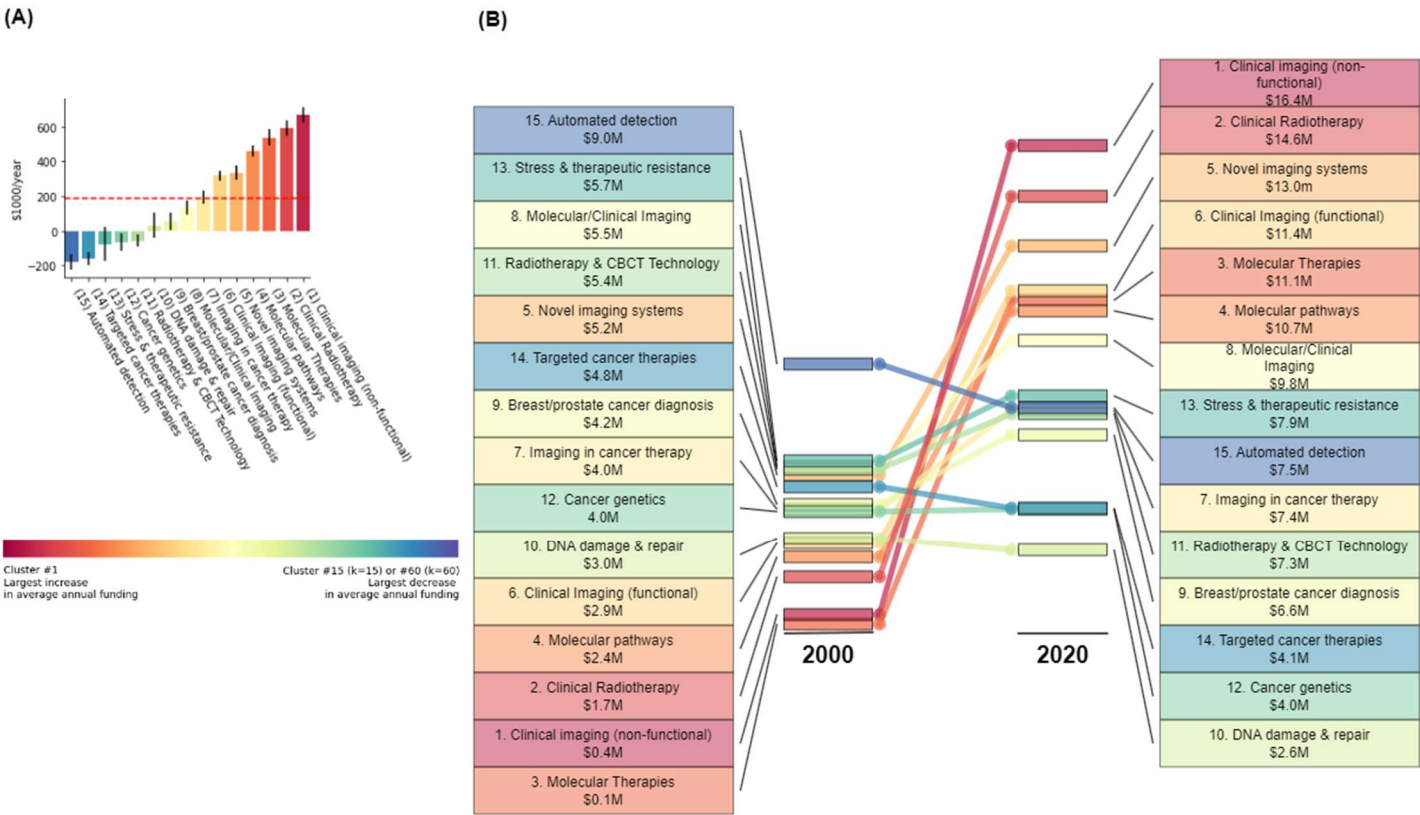 (A)
600
400
200
0
−200
$1000/year
(15) Automated detection
(14) Targeted cancer therapies
(13) Stress & therapeutic resistance
(12) Cancer genetics
(11) Radiotherapy & CBCT Technology
(10) DNA damage & repair
(9) Breast/prostate cancer diagnosis
(8) Molecular/Clinical Imaging
(7) Imaging in cancer therapy
(6) Clinical Imaging (functional)
(5) Novel imaging systems
(4) Molecular pathways
(3) Molecular Therapies
(2) Clinical Radiotherapy
(1) Clinical imaging (non-functional)
Cluster #1
Largest increase
in average annual funding
Cluster #15 (k=15) or #60 (k=60)
Largest decrease
in average annual funding
(B)
15. Automated detection
$9.0M
13. Stress & therapeutic resistance
$5.7M
8. Molecular/Clinical Imaging
$5.5M
11. Radiotherapy & CBCT Technology
$5.4M
5. Novel imaging systems
$5.2M
14. Targeted cancer therapies
$4.8M
9. Breast/prostate cancer diagnosis
$4.2M
7. Imaging in cancer therapy
$4.0M
12. Cancer genetics
4.0M
10. DNA damage & repair
$3.0M
6. Clinical Imaging (functional)
$2.9M
4. Molecular pathways
$2.4M
2. Clinical Radiotherapy
$1.7M
1. Clinical imaging (non-functional)
$0.4M
3. Molecular Therapies
$0.1M
2000
2020
1. Clinical imaging (non-
functional)
$16.4M
2. Clinical Radiotherapy
$14.6M
5. Novel imaging systems
$13.0m
6. Clinical Imaging (functional)
$11.4M
3. Molecular Therapies
$11.1M
4. Molecular pathways
$10.7M
8. Molecular/Clinical
Imaging
$9.8M
13. Stress & therapeutic resistance
$7.9M
15. Automated detection
$7.5M
7. Imaging in cancer therapy
$7.4M
11. Radiotherapy & CBCT Technology
$7.3M
9. Breast/prostate cancer diagnosis
$6.6M
14. Targeted cancer therapies
$4.1M
12. Cancer genetics
$4.0M
10. DNA damage & repair
$2.6M